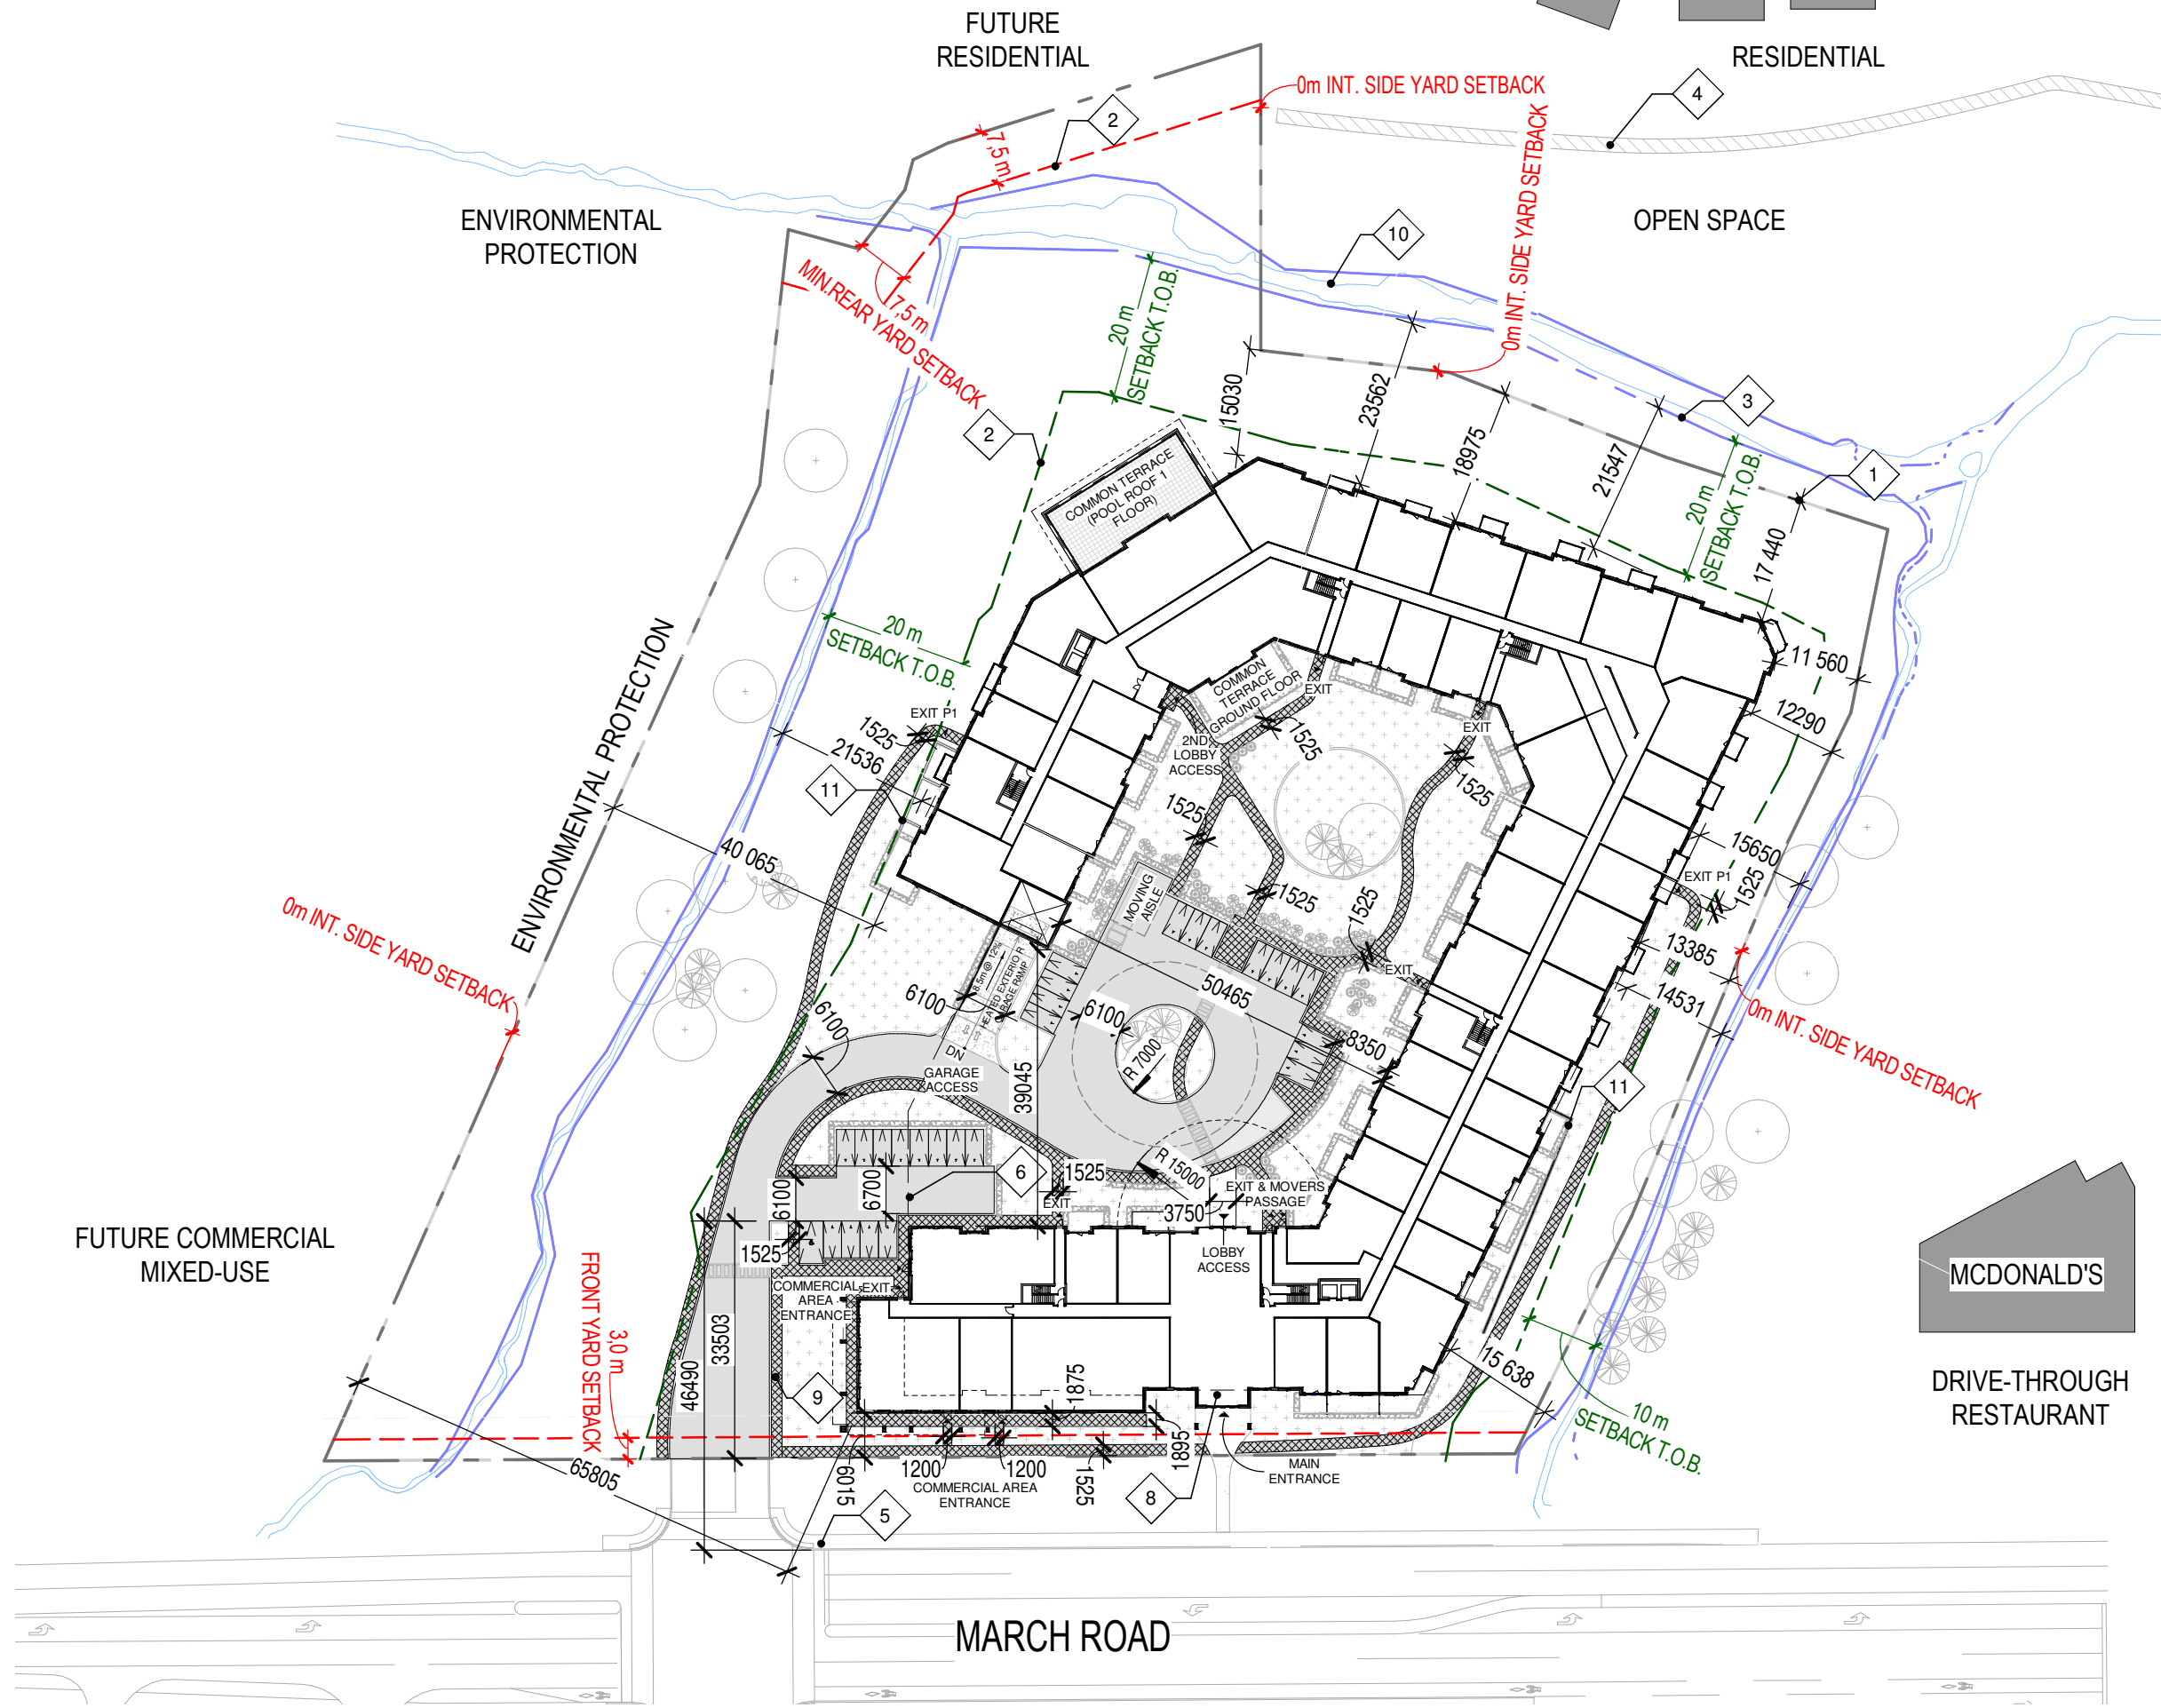 FUTURE
RESIDENTIAL
RESIDENTIAL
0m INT. SIDE YARD SETBACK
4
2
7,5 m
0m INT. SIDE YARD SETBACK
ENVIRONMENTAL
PROTECTION
OPEN SPACE
10
MIN.REAR YARD SETBACK
7,5 m
20 m
SETBACK T.O.B.
15030
23562
18975
21547
3
2
1
20 m
SETBACK T.O.B.
17 440
COMMON TERRACE
(POOL ROOF 1
FLOOR)
20 m
SETBACK T.O.B.
11 560
12290
ENVIRONMENTAL PROTECTION
COMMON
TERRACE
GROUND FLOOR
EXIT
EXIT P1
1525
21536
11
2ND
LOBBY
ACCESS
1525
EXIT
1525
1525
40 065
15650
EXIT P1
1525
MOVING
AISLE
1525
1525
0m INT. SIDE YARD SETBACK
EXIT
13385
14531
0m INT. SIDE YARD SETBACK
8.5m @ 12%
HEATED EXTERIO R
GARAGE RAMP
6100
50465
6100
6100
R 7000
8350
DN
GARAGE
ACCESS
39045
11
6
1525
R 15000
EXIT
EXIT & MOVERS
PASSAGE
3750
6100
6700
1525
LOBBY
ACCESS
FUTURE COMMERCIAL
MIXED-USE
FRONT YARD SETBACK
3,0 m
COMMERCIAL
AREA
ENTRANCE
EXIT
33503
46490
9
1875
15 638
MCDONALD'S
DRIVE-THROUGH
RESTAURANT
10 m
SETBACK T.O.B.
65805
6015
1200
1200
COMMERCIAL AREA
ENTRANCE
1525
1895
MAIN
ENTRANCE
8
5
MARCH ROAD